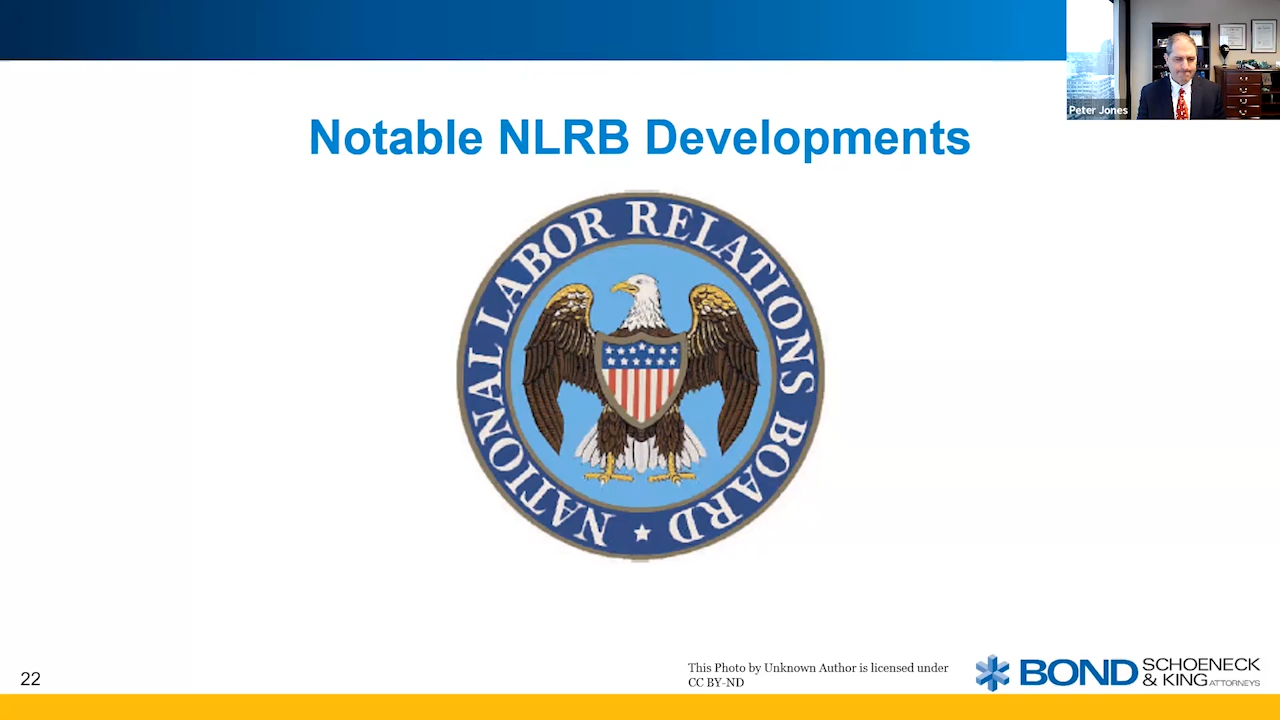 Peter Jones
Notable NLRB Developments
NATIONAL LABOR RELATIONS BOARD
This Photo by Unknown Author is licensed under
CC BY-ND
22
BOND SCHOENECK
& KING ATTORNEYS